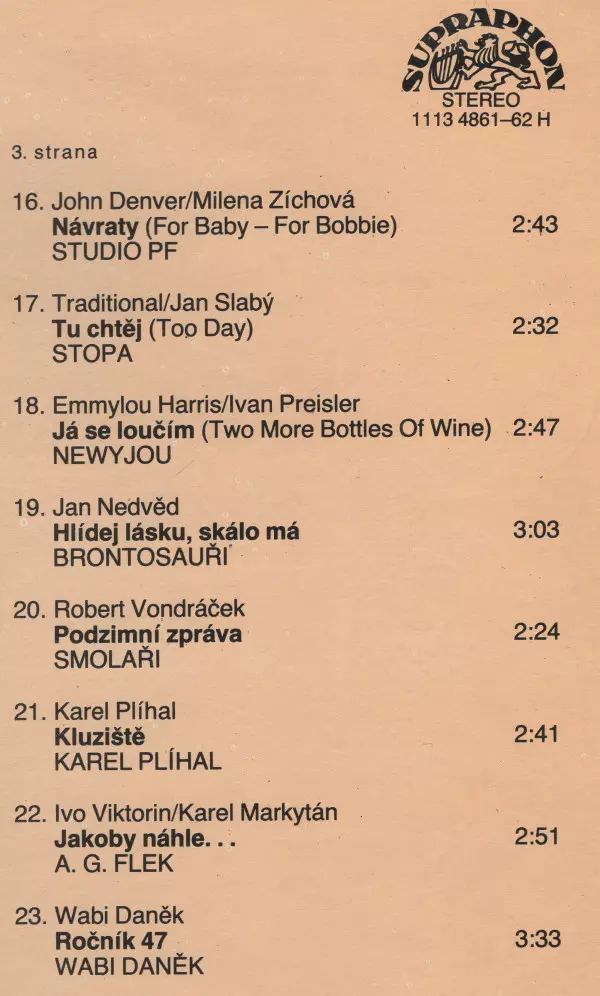 SUPRAPHON
STEREO
1113 4861–62 H
3. strana
16. John Denver/Milena Zíchová
Návraty (For Baby – For Bobbie) 2:43
STUDIO PF
17. Traditional/Jan Slabý
Tu chtěj (Too Day) 2:32
STOPA
18. Emmylou Harris/Ivan Preisler
Já se loučím (Two More Bottles Of Wine) 2:47
NEWYJOU
19. Jan Nedvěd
Hlídej lásku, skálo má 3:03
BRONTOSAUŘI
20. Robert Vondráček
Podzimní zpráva 2:24
SMOLAŘI
21. Karel Plíhal
Kluziště 2:41
KAREL PLÍHAL
22. Ivo Viktorin/Karel Markytán
Jakoby náhle... 2:51
A. G. FLEK
23. Wabi Daněk
Ročník 47 3:33
WABI DANĚK